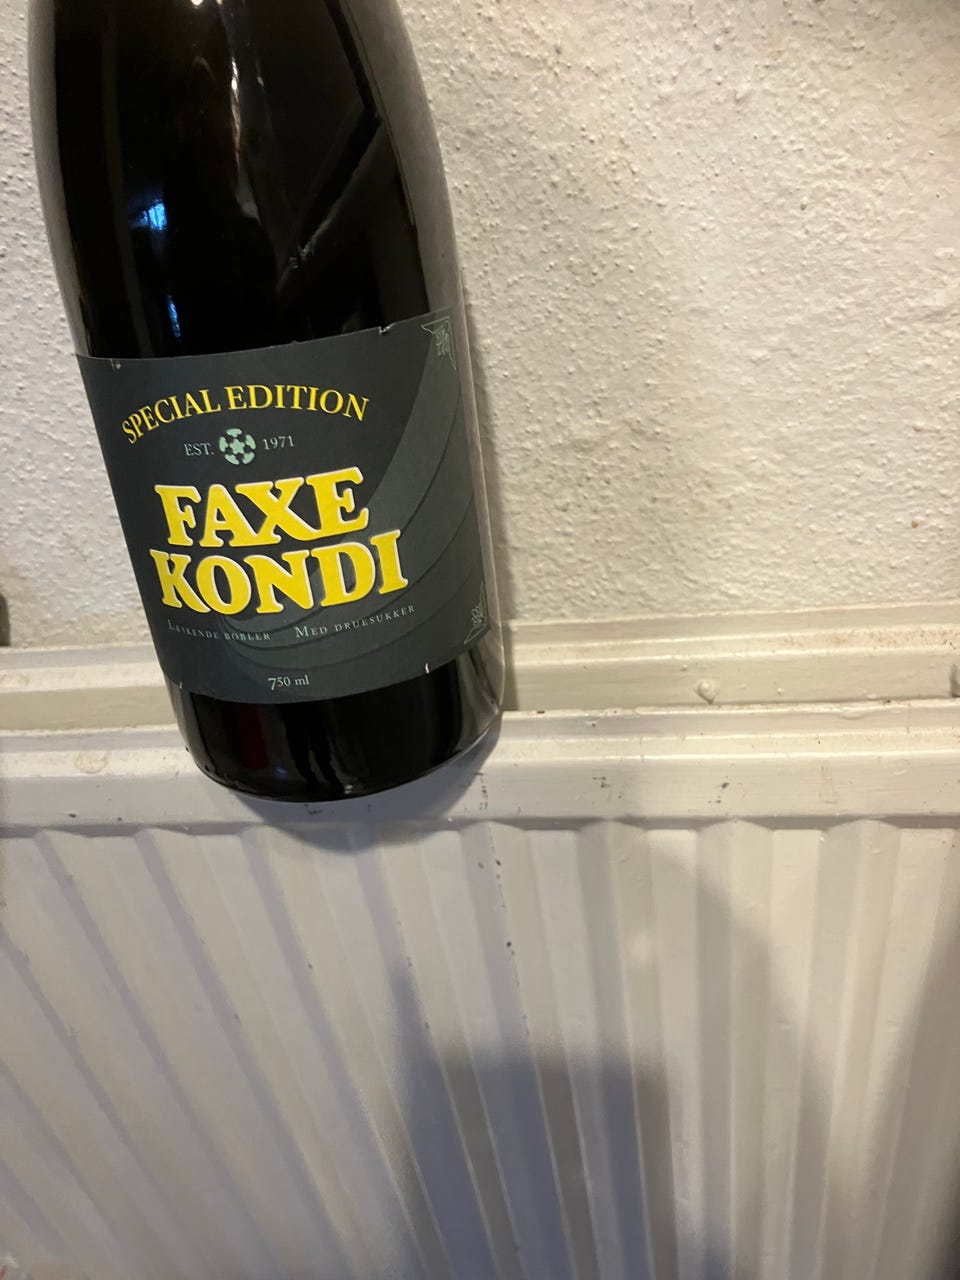 SPECIAL EDITION
EST. 1971
FAXE
KONDI
LÆSKENDE BOBLER MED DRUESUKKER
750 ml